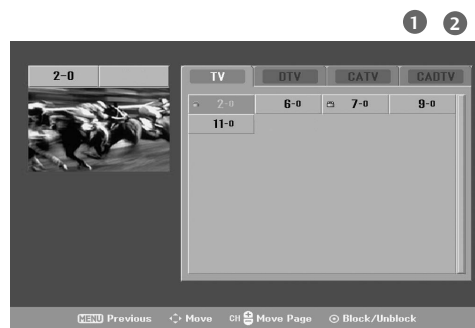 1 2
2-0
TV DTV CATV CADTV
2-0 6-0 7-0 9-0
11-0
MENU Previous Move CH Move Page Block/Unblock